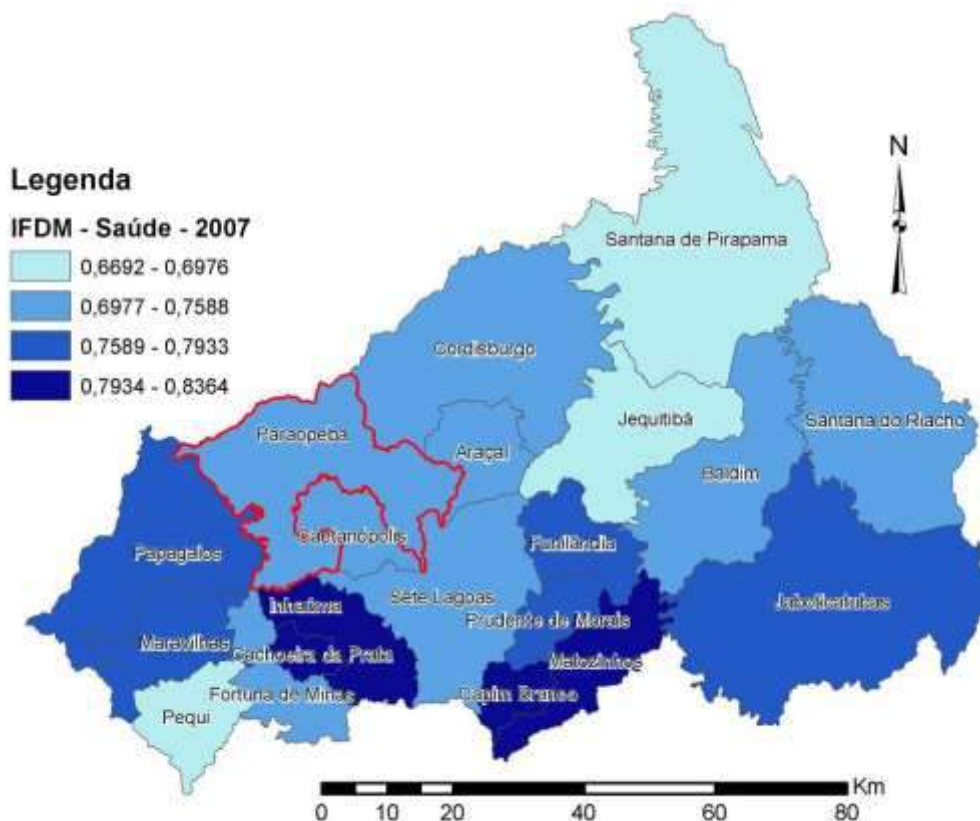 N
Legenda
IFDM - Saúde - 2007
0,6692 - 0,6976
0,6977 - 0,7588
0,7589 - 0,7933
0,7934 - 0,8364
Santana de Pirapama
Cordisburgo
Jequitibá
Santana do Riacho
Paraopeba
Araçaí
Baldim
Caetanópolis
Funilândia
Papagaios
Sete Lagoas
Jaboticatubas
Inhaúma
Prudente de Morais
Maravilhas
Cachoeira da Prata
Matozinhos
Fortuna de Minas
Capim Branco
Pequi
Km
0 10 20 40 60 80